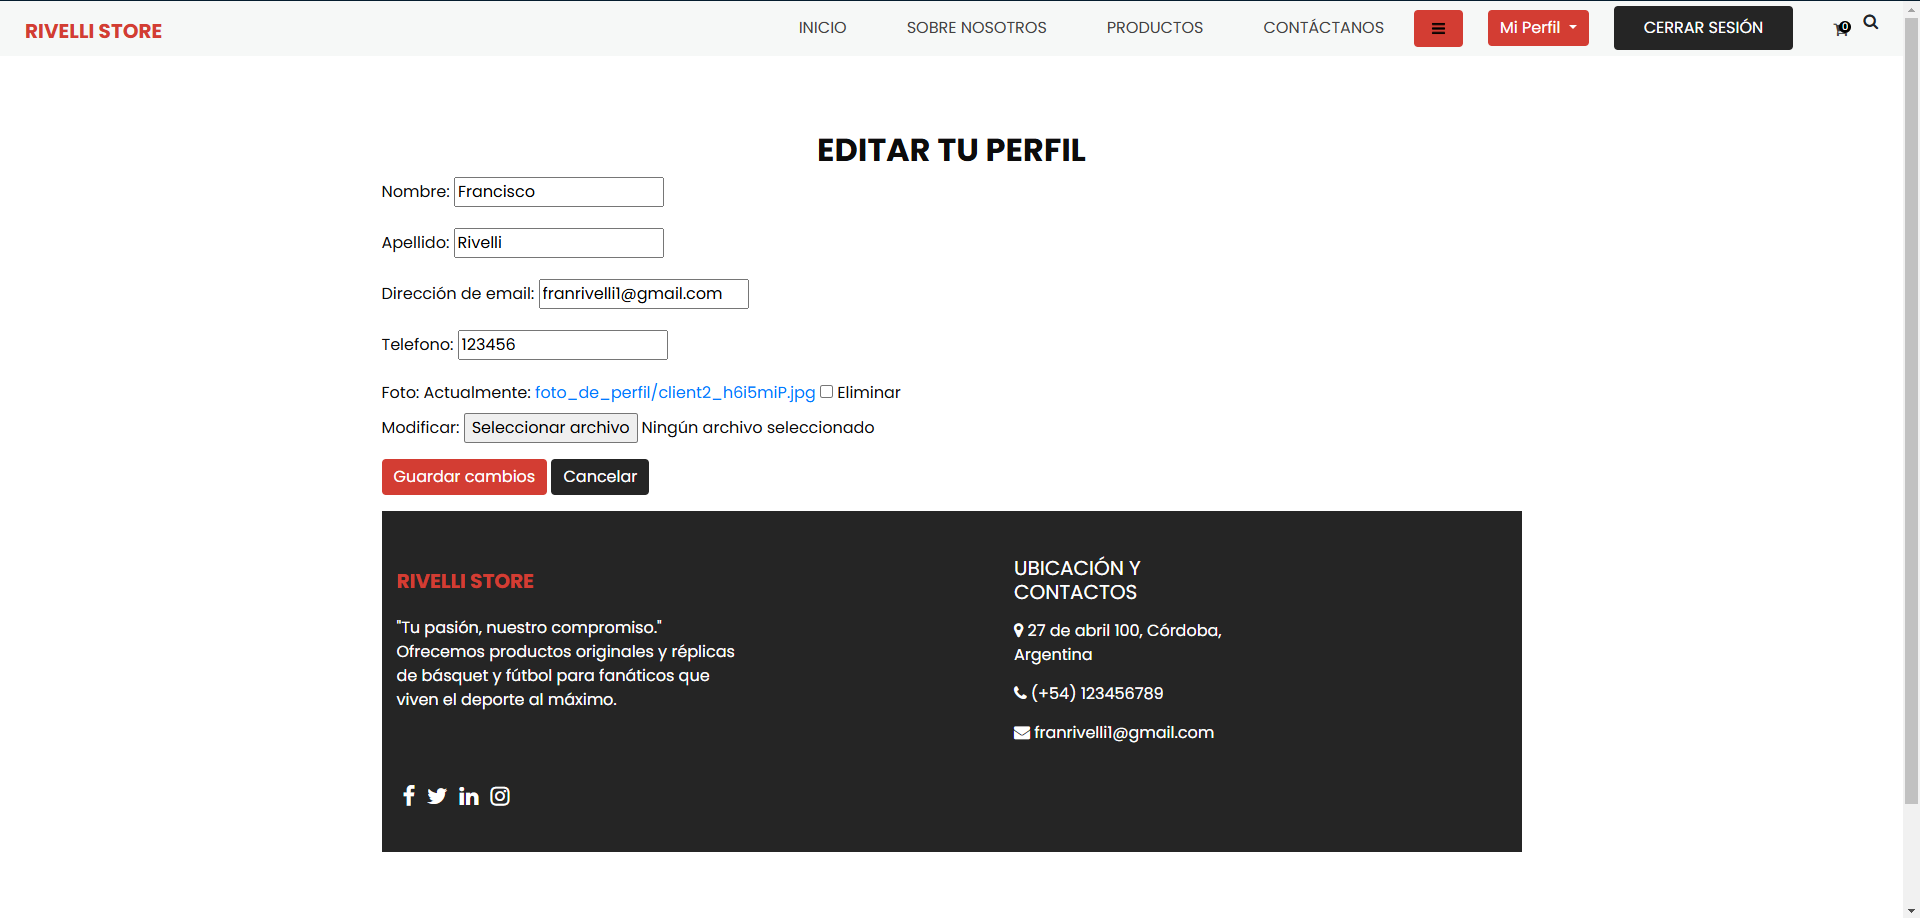 RIVELLI STORE
INICIO
SOBRE NOSOTROS
PRODUCTOS
CONTÁCTANOS
Mi Perfil
CERRAR SESIÓN
0
EDITAR TU PERFIL
Nombre: Francisco
Apellido: Rivelli
Dirección de email: franrivelli1@gmail.com
Telefono: 123456
Foto: Actualmente: foto_de_perfil/client2_h6i5miP.jpg Eliminar
Modificar: Seleccionar archivo Ningún archivo seleccionado
Guardar cambios Cancelar
RIVELLI STORE
"Tu pasión, nuestro compromiso."
Ofrecemos productos originales y réplicas
de básquet y fútbol para fanáticos que
viven el deporte al máximo.
UBICACIÓN Y
CONTACTOS
27 de abril 100, Córdoba,
Argentina
(+54) 123456789
franrivelli1@gmail.com